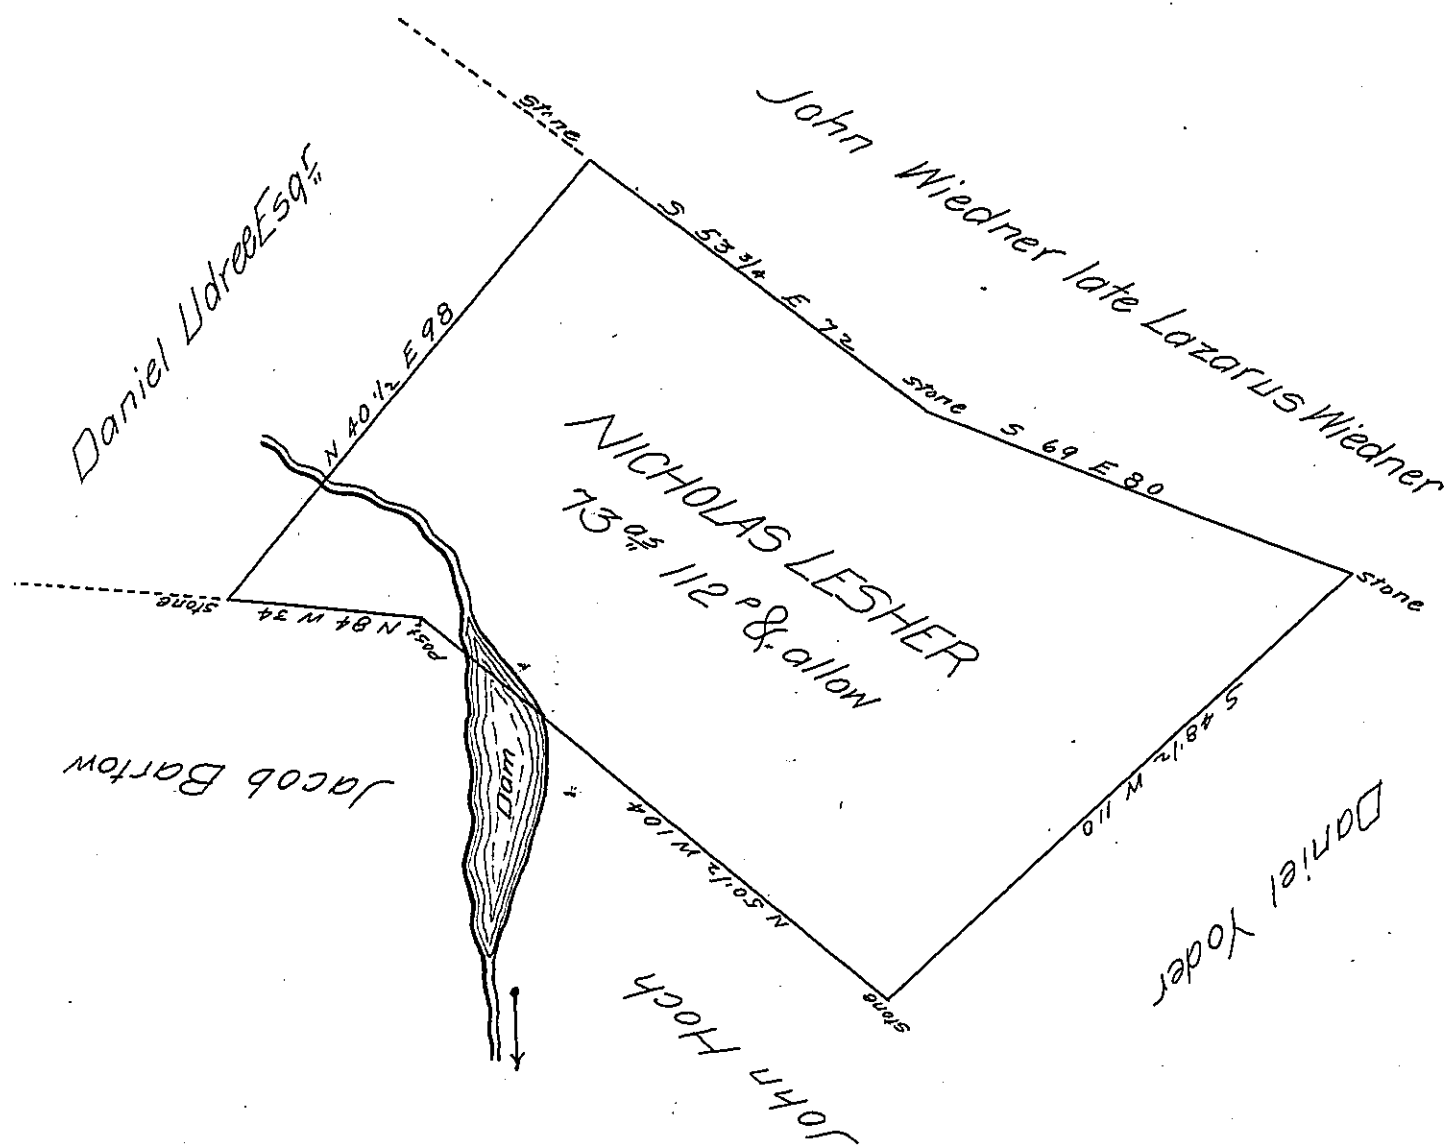 stone
John Wiedner late Lazarus Wiedner
Daniel Udree Esqr
S 53 3/4 E 72
N 40 1/2 E 98
stone
S 69 E 80
NICHOLAS LESHER
73 as 112 P & allow
stone
stone
N 84 W 34
Post
S 48 1/2 W 110
Jacob Bartow
Dam
N 50 1/2 W 104
Daniel Yoder
stone
John Hoch